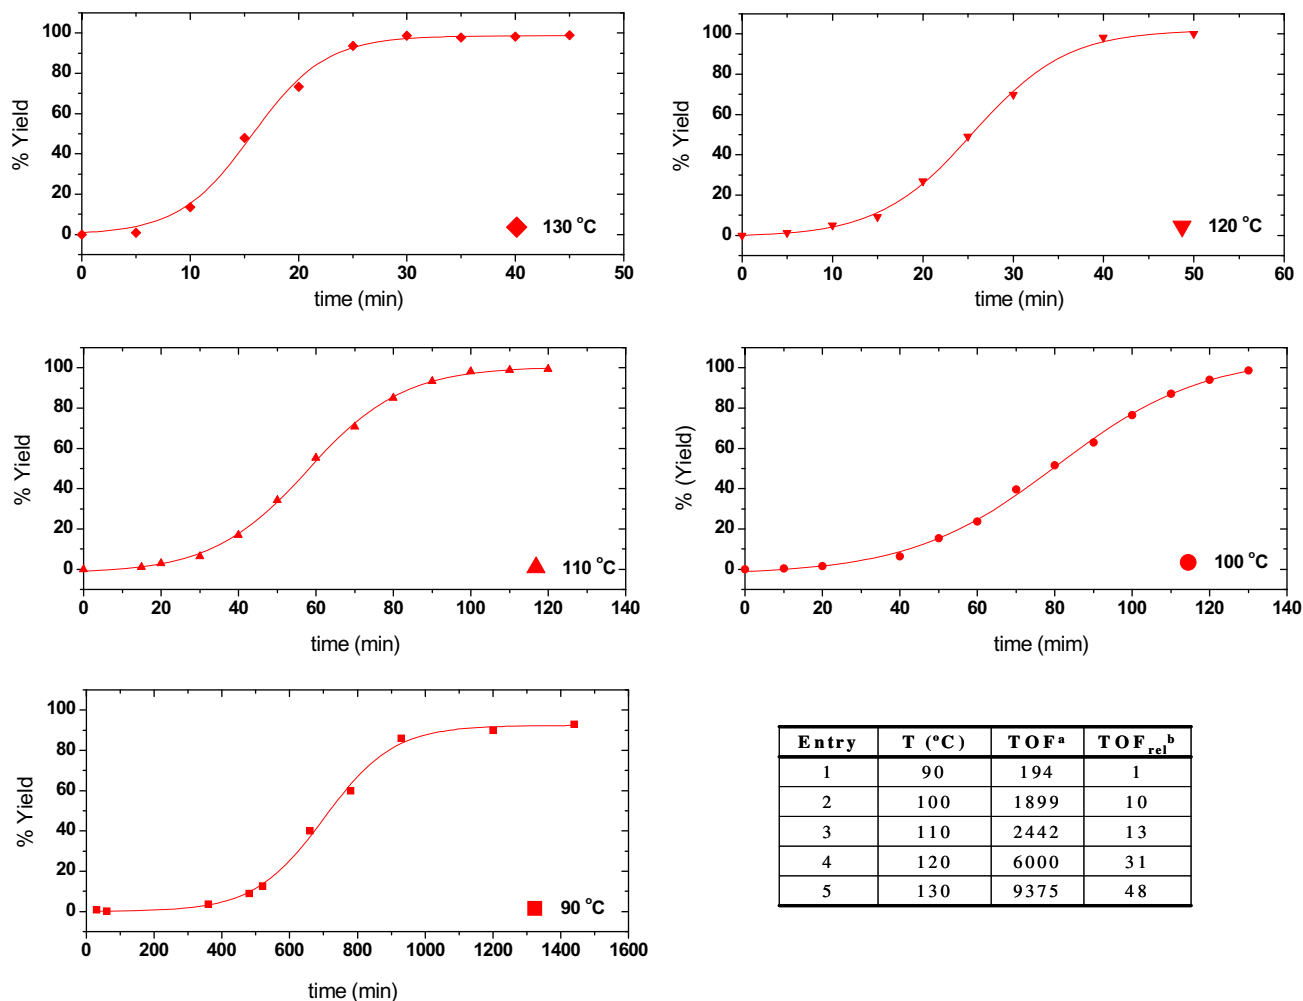 100
80
60
40
20
0
% Yield
130 °C
0 10 20 30 40 50
time (min)
100
80
60
40
20
0
% Yield
120 °C
0 10 20 30 40 50 60
time (min)
100
80
60
40
20
0
% Yield
110 °C
0 20 40 60 80 100 120 140
time (min)
100
80
60
40
20
0
% (Yield)
100 °C
0 20 40 60 80 100 120 140
time (mim)
100
80
60
40
20
0
% Yield
90 °C
0 200 400 600 800 1000 1200 1400 1600
time (min)
Entry T (ºC) TOFᵃ TOF_rel ᵇ
1 90 194 1
2 100 1899 10
3 110 2442 13
4 120 6000 31
5 130 9375 48